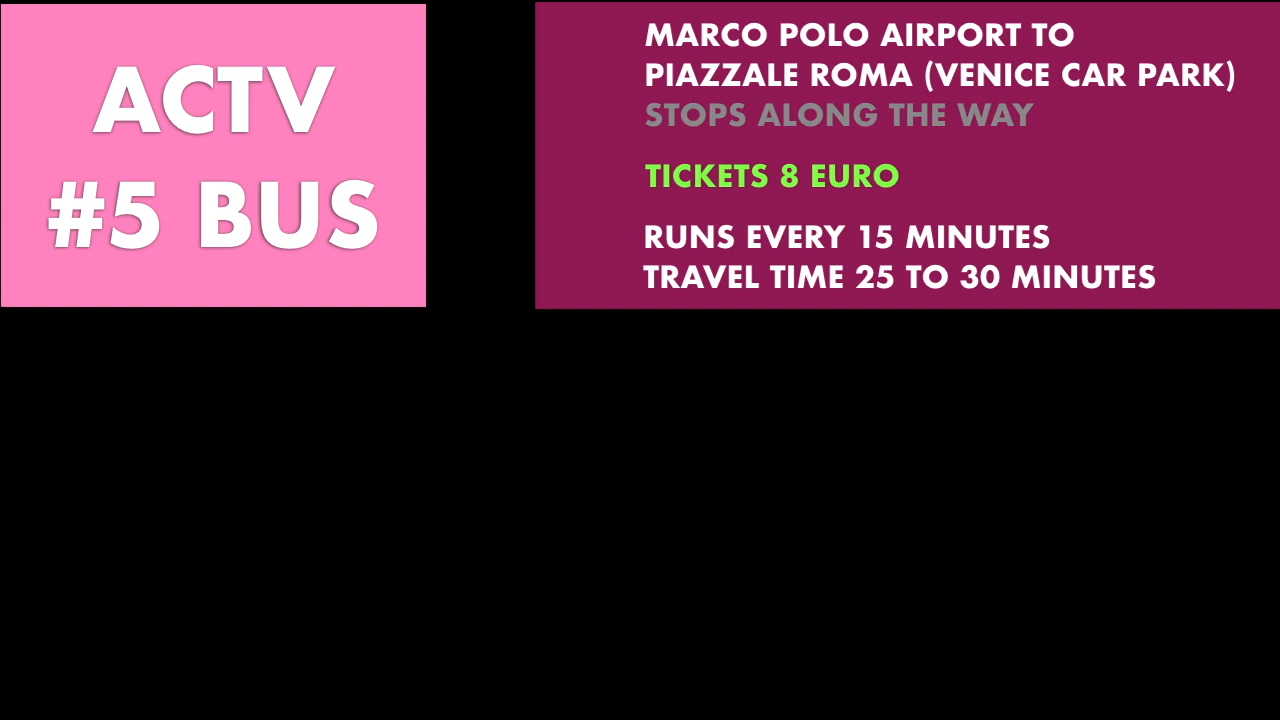 ACTV
#5 BUS
MARCO POLO AIRPORT TO
PIAZZALE ROMA (VENICE CAR PARK)
STOPS ALONG THE WAY
TICKETS 8 EURO
RUNS EVERY 15 MINUTES
TRAVEL TIME 25 TO 30 MINUTES